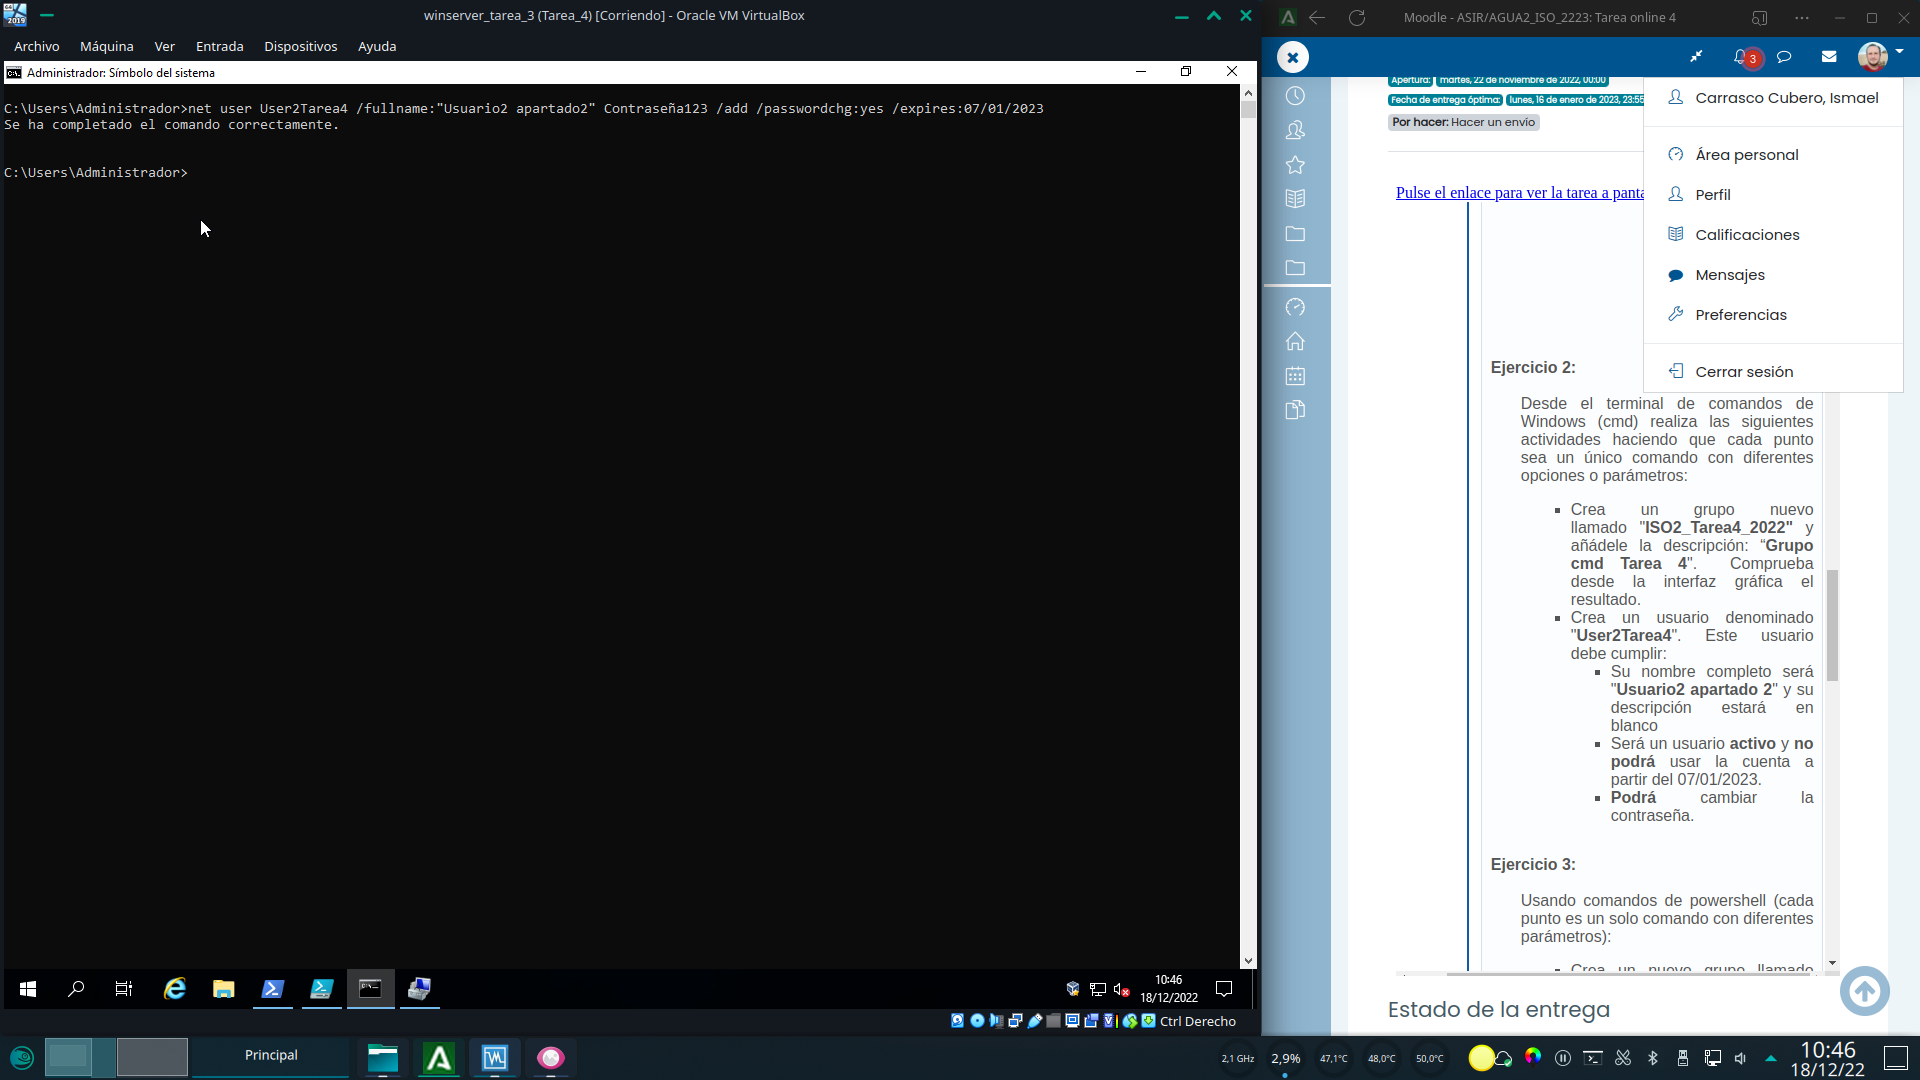 winserver_tarea_3 (Tarea_4) [Corriendo] - Oracle VM VirtualBox
Archivo Máquina Ver Entrada Dispositivos Ayuda
Administrador: Símbolo del sistema
C:\Users\Administrador>net user User2Tarea4 /fullname:"Usuario2 apartado2" Contraseña123 /add /passwordchg:yes /expires:07/01/2023
Se ha completado el comando correctamente.
C:\Users\Administrador>
10:46
18/12/2022
Ctrl Derecho
Moodle - ASIR/AGUA2_ISO_2223: Tarea online 4
3
Apertura: martes, 22 de noviembre de 2022, 00:00
Fecha de entrega óptima: lunes, 16 de enero de 2023, 23:55
Por hacer: Hacer un envío
Carrasco Cubero, Ismael
Área personal
Perfil
Calificaciones
Mensajes
Preferencias
Cerrar sesión
Pulse el enlace para ver la tarea a panta
Ejercicio 2:
Desde el terminal de comandos de
Windows (cmd) realiza las siguientes
actividades haciendo que cada punto
sea un único comando con diferentes
opciones o parámetros:
Crea un grupo nuevo
llamado "ISO2_Tarea4_2022" y
añádele la descripción: “Grupo
cmd Tarea 4". Comprueba
desde la interfaz gráfica el
resultado.
Crea un usuario denominado
"User2Tarea4". Este usuario
debe cumplir:
Su nombre completo será
"Usuario2 apartado 2" y su
descripción estará en
blanco
Será un usuario activo y no
podrá usar la cuenta a
partir del 07/01/2023.
Podrá cambiar la
contraseña.
Ejercicio 3:
Usando comandos de powershell (cada
punto es un solo comando con diferentes
parámetros):
Crea un nuevo grupo llamado
Estado de la entrega
Principal
2,1 GHz
2,9%
47,1°C
48,0°C
50,0°C
10:46
18/12/22